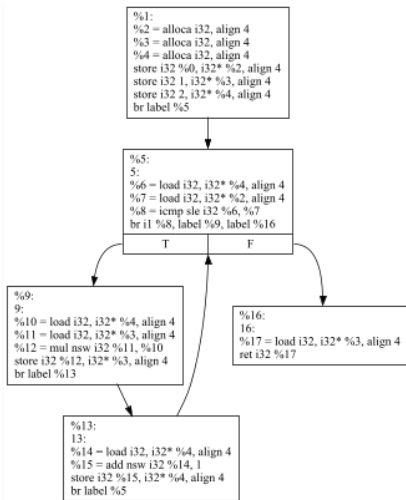 %1:
%2 = alloca i32, align 4
%3 = alloca i32, align 4
%4 = alloca i32, align 4
store i32 %0, i32* %2, align 4
store i32 1, i32* %3, align 4
store i32 2, i32* %4, align 4
br label %5
%5:
5:
%6 = load i32, i32* %4, align 4
%7 = load i32, i32* %2, align 4
%8 = icmp sle i32 %6, %7
br i1 %8, label %9, label %16
T
F
%9:
9:
%10 = load i32, i32* %4, align 4
%11 = load i32, i32* %3, align 4
%12 = mul nsw i32 %11, %10
store i32 %12, i32* %3, align 4
br label %13
%16:
16:
%17 = load i32, i32* %3, align 4
ret i32 %17
%13:
13:
%14 = load i32, i32* %4, align 4
%15 = add nsw i32 %14, 1
store i32 %15, i32* %4, align 4
br label %5